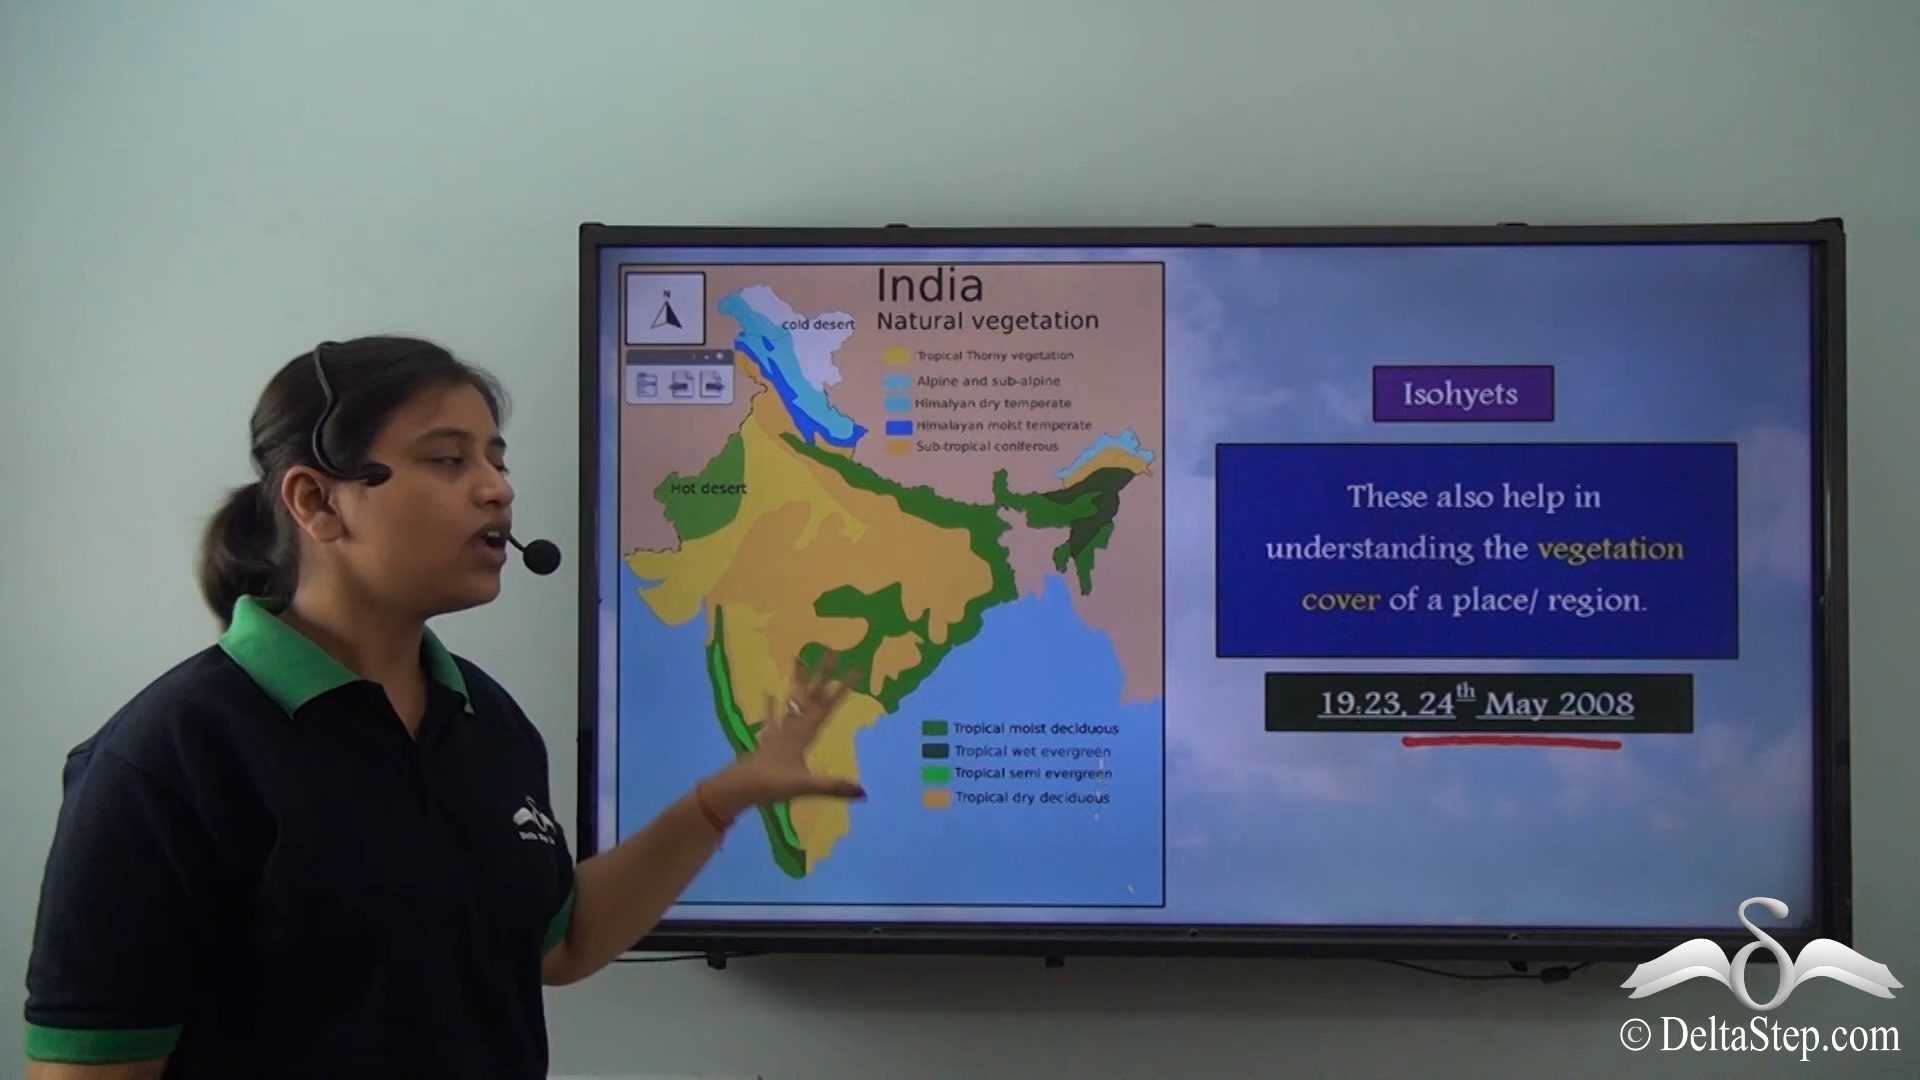 India
Natural vegetation
N
cold desert
Tropical Thorny vegetation
Alpine and sub-alpine
Himalyan dry temperate
Himalayan moist temperate
Sub-tropical coniferous
Hot desert
Tropical moist deciduous
Tropical wet evergreen
Tropical semi evergreen
Tropical dry deciduous
Isohyets
These also help in
understanding the vegetation
cover of a place/ region.
19:23, 24th May 2008
© DeltaStep.com